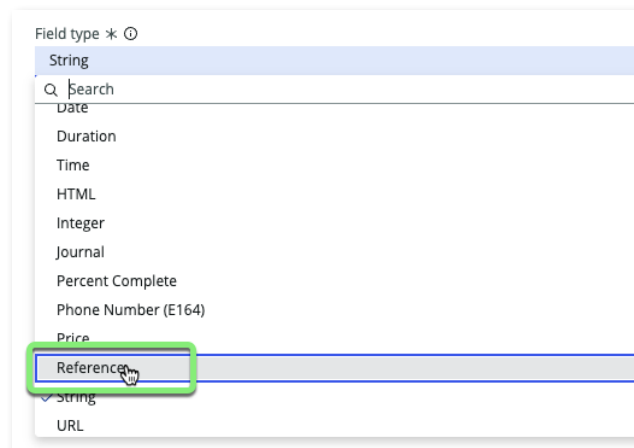 Field type *
String
Search
Date
Duration
Time
HTML
Integer
Journal
Percent Complete
Phone Number (E164)
Price
Reference
String
URL